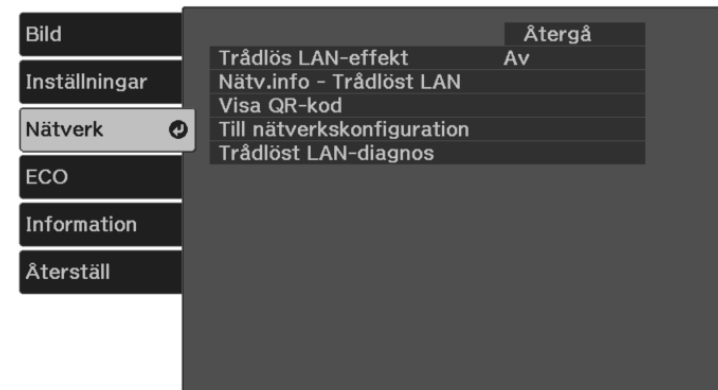 Bild
Inställningar
Nätverk
ECO
Information
Återställ
Återgå
Trådlös LAN-effekt Av
Nätv.info - Trådlöst LAN
Visa QR-kod
Till nätverkskonfiguration
Trådlöst LAN-diagnos